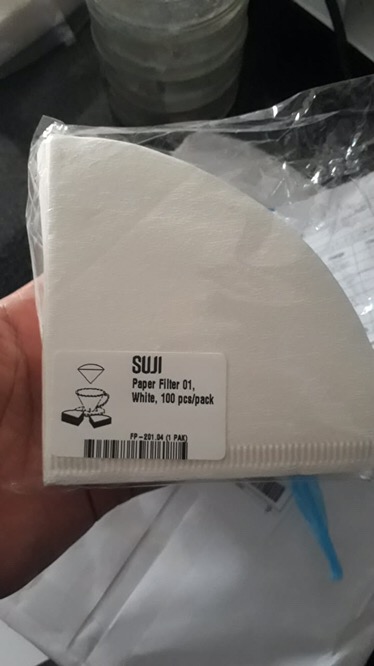 SUJI
Paper Filter 01,
White, 100 pcs/pack
FP-201.04 (1 PAK)